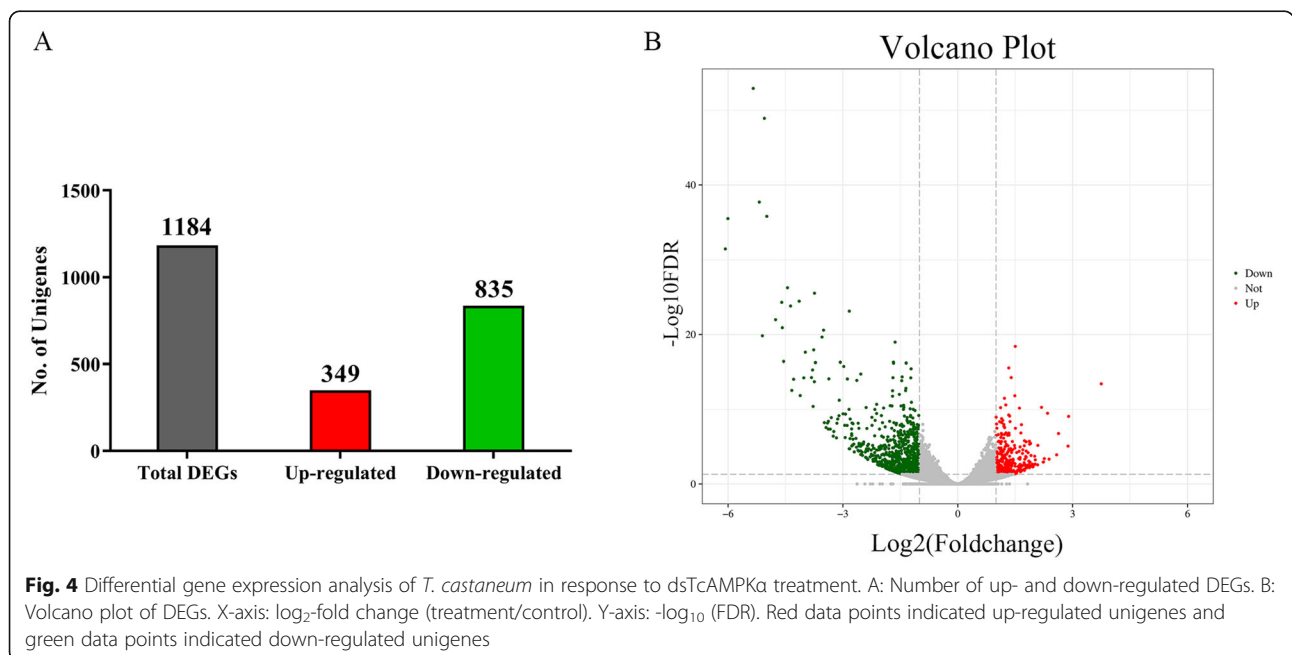 A
No. of Unigenes
1500
1000
500
0
1184
349
835
Total DEGs
Up-regulated
Down-regulated
B
Volcano Plot
-Log10FDR
40
20
0
-6
-3
0
3
6
Log2(Foldchange)
Down
Not
Up
Fig. 4 Differential gene expression analysis of T. castaneum in response to dsTcAMPKα treatment. A: Number of up- and down-regulated DEGs. B:
Volcano plot of DEGs. X-axis: log₂-fold change (treatment/control). Y-axis: -log₁₀ (FDR). Red data points indicated up-regulated unigenes and
green data points indicated down-regulated unigenes